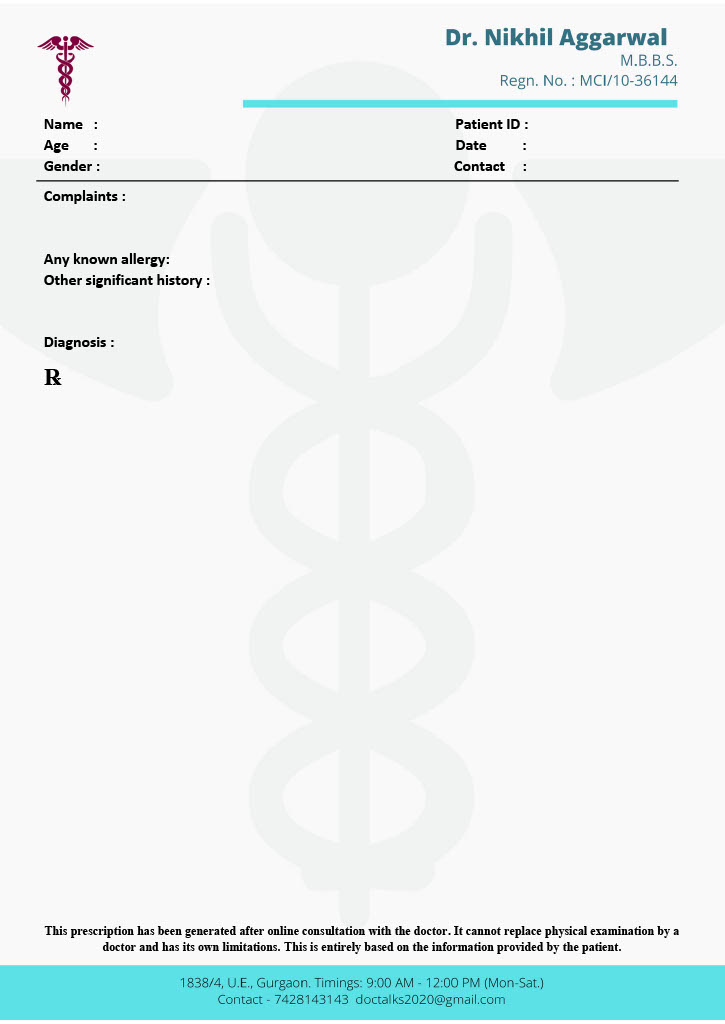 Dr. Nikhil Aggarwal
M.B.B.S.
Regn. No. : MCI/10-36144
Name : Patient ID :
Age : Date :
Gender : Contact :
Complaints :
Any known allergy:
Other significant history :
Diagnosis :
℞
This prescription has been generated after online consultation with the doctor. It cannot replace physical examination by a
doctor and has its own limitations. This is entirely based on the information provided by the patient.
1838/4, U.E., Gurgaon. Timings: 9:00 AM - 12:00 PM (Mon-Sat.)
Contact - 7428143143 doctalks2020@gmail.com